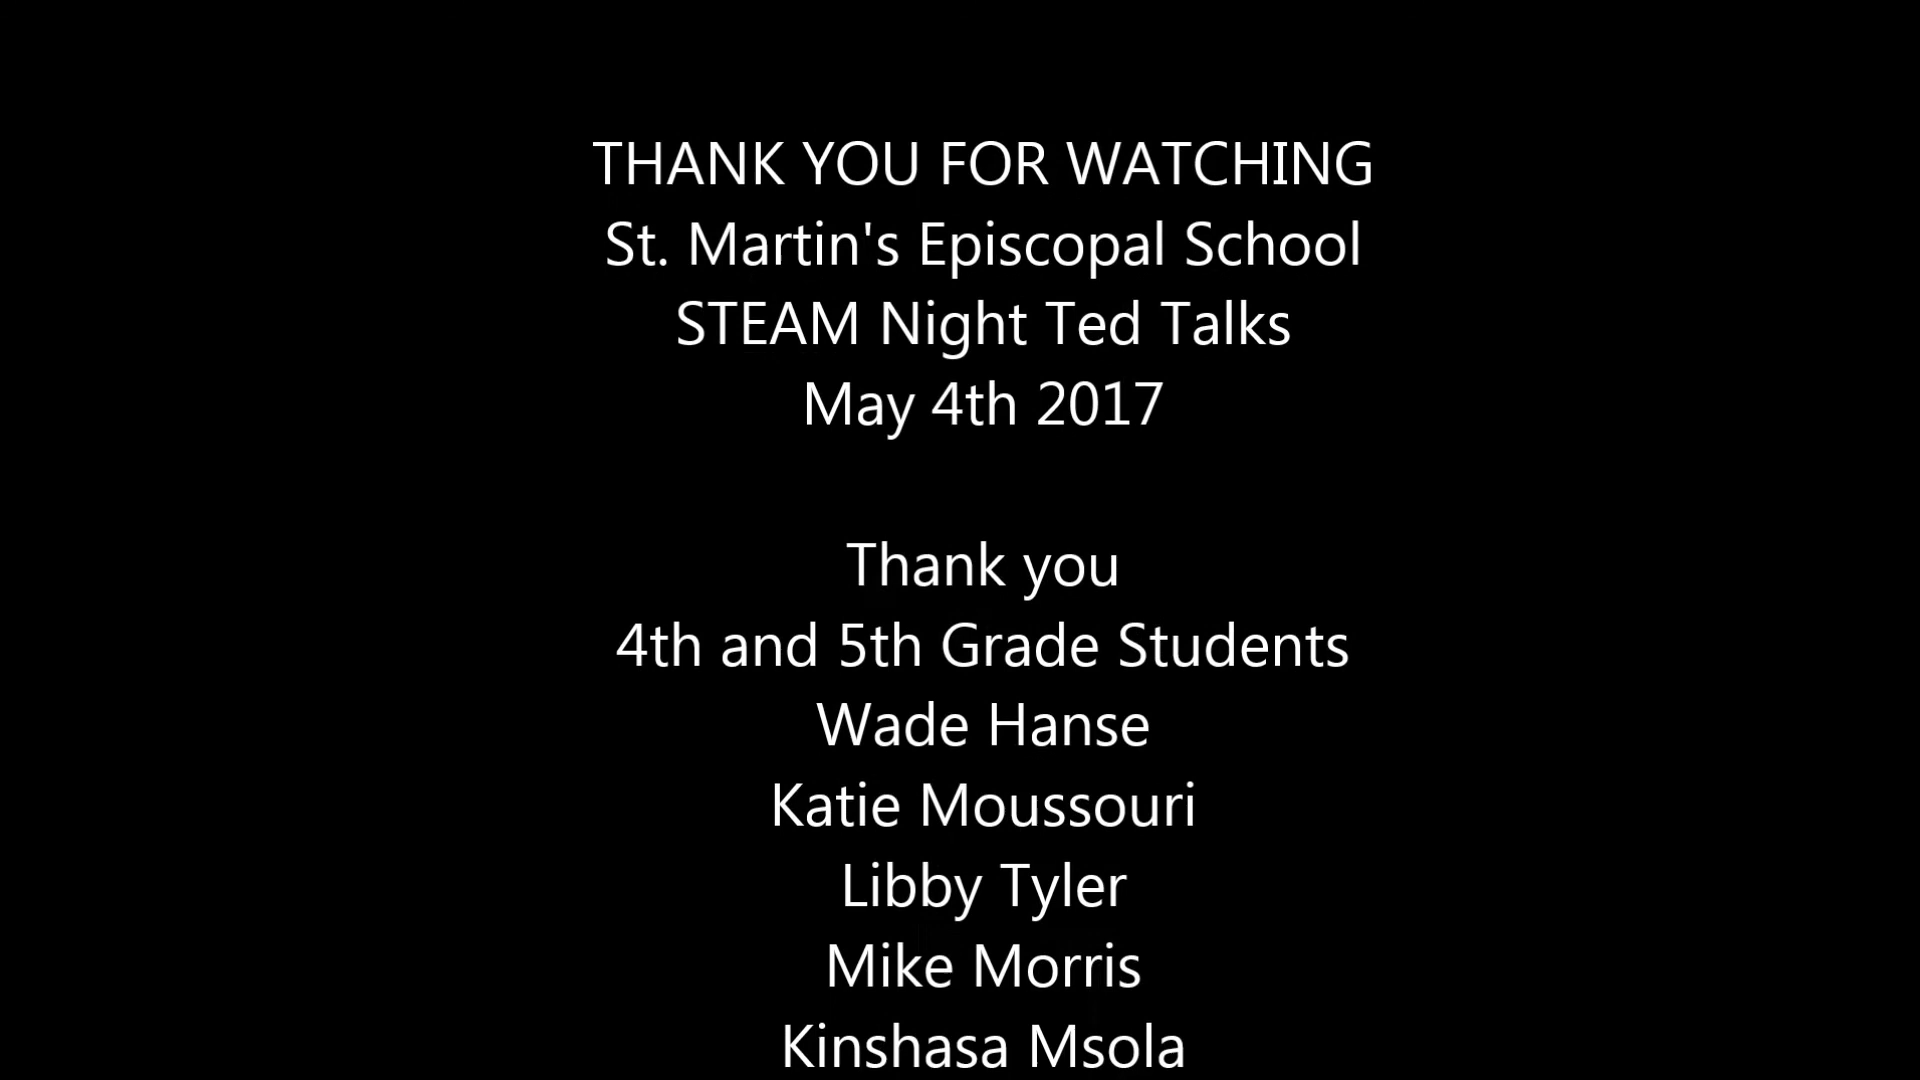 THANK YOU FOR WATCHING
St. Martin's Episcopal School
STEAM Night Ted Talks
May 4th 2017
Thank you
4th and 5th Grade Students
Wade Hanse
Katie Moussouri
Libby Tyler
Mike Morris
Kinshasa Msola